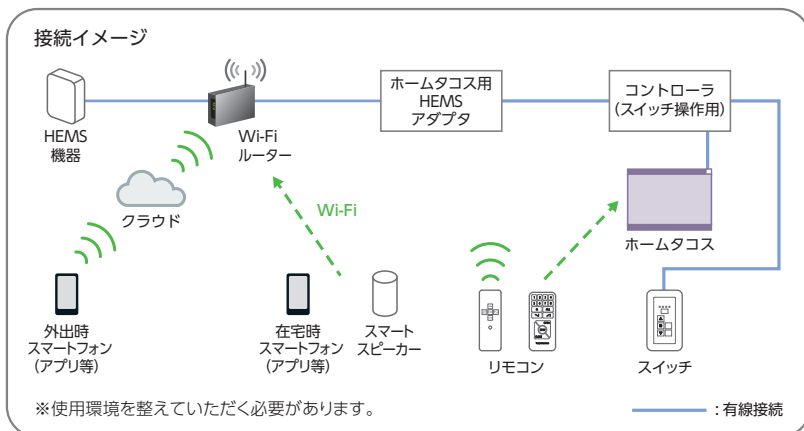 接続イメージ
HEMS
機器
Wi-Fi
ルーター
ホームタコス用
HEMS
アダプタ
コントローラ
(スイッチ操作用)
クラウド
Wi-Fi
ホームタコス
外出時
スマートフォン
(アプリ等)
在宅時
スマートフォン
(アプリ等)
スマート
スピーカー
リモコン
スイッチ
※使用環境を整えていただく必要があります。
：有線接続